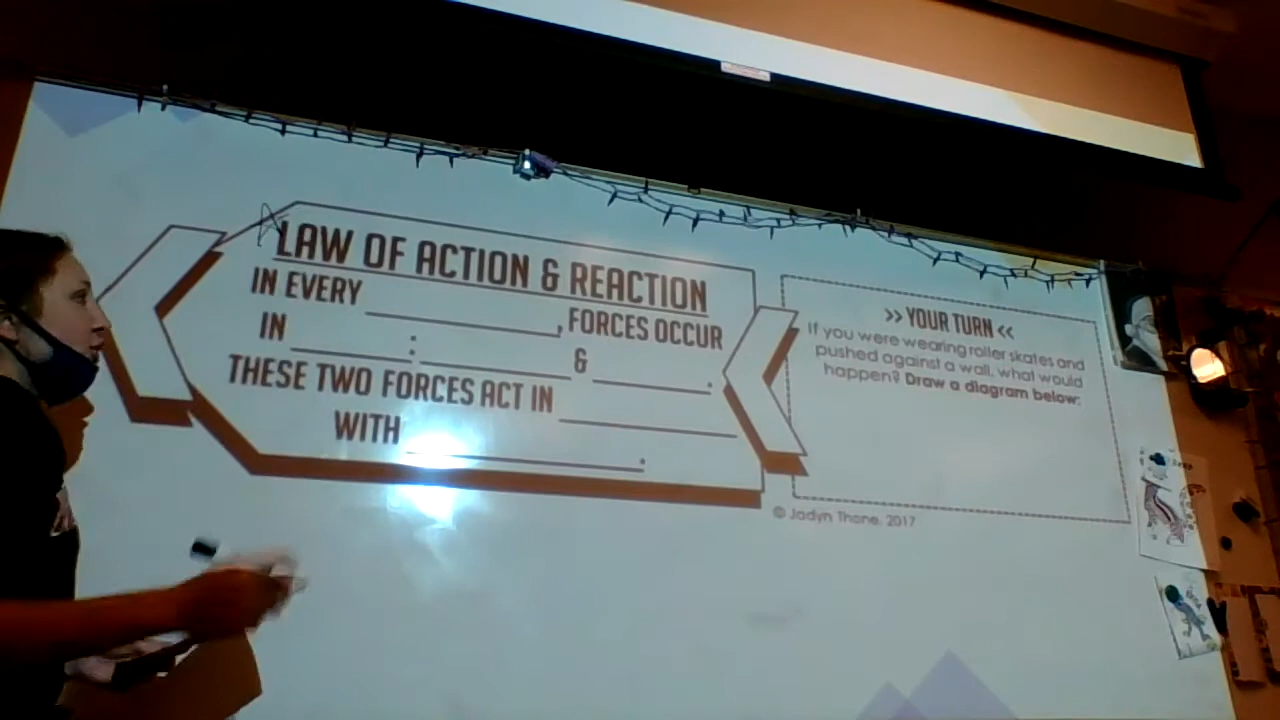 LAW OF ACTION & REACTION
IN EVERY ____________, FORCES OCCUR
IN ________: __________ & ________.
THESE TWO FORCES ACT IN ____________
WITH ________________.
>> YOUR TURN <<
If you were wearing roller skates and
pushed against a wall, what would
happen? Draw a diagram below:
© Jadyn Thone, 2017